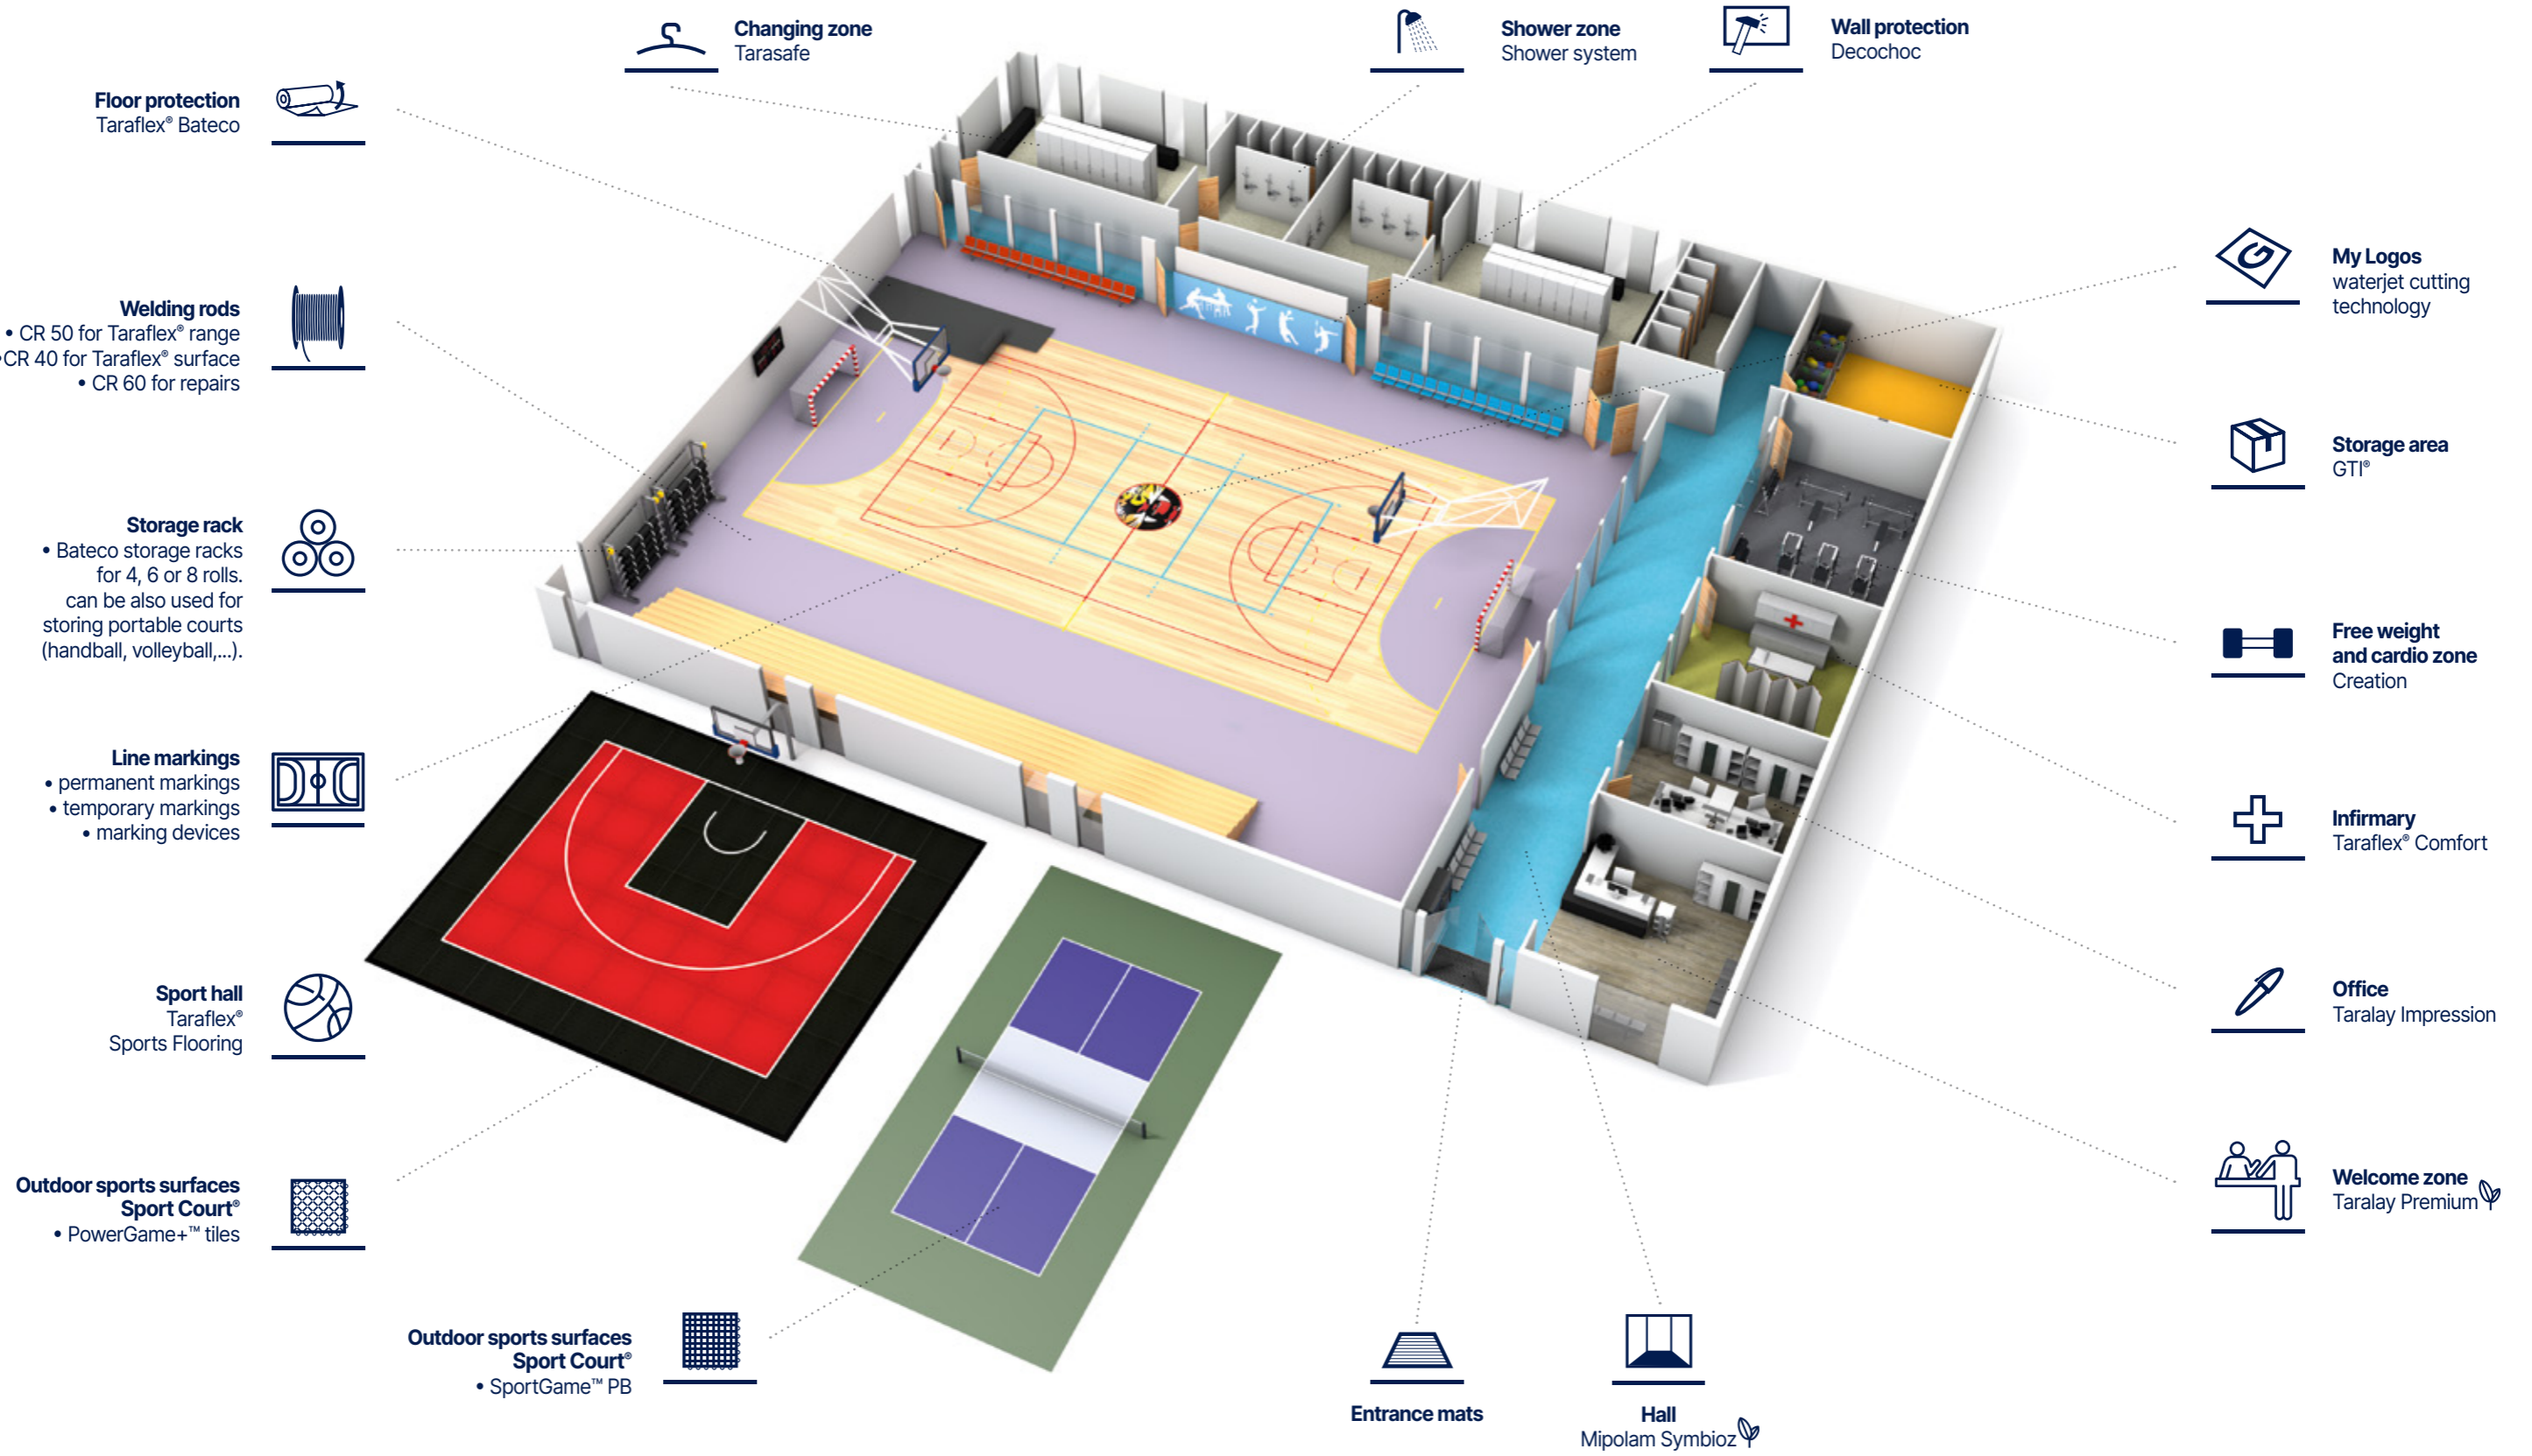 Changing zone
Tarasafe
Shower zone
Shower system
Wall protection
Decochoc
Floor protection
Taraflex® Bateco
Welding rods
• CR 50 for Taraflex® range
•CR 40 for Taraflex® surface
• CR 60 for repairs
Storage rack
• Bateco storage racks
for 4, 6 or 8 rolls.
can be also used for
storing portable courts
(handball, volleyball,...).
Line markings
• permanent markings
• temporary markings
• marking devices
Sport hall
Taraflex®
Sports Flooring
Outdoor sports surfaces
Sport Court®
• PowerGame+™ tiles
Outdoor sports surfaces
Sport Court®
• SportGame™ PB
Entrance mats
Hall
Mipolam Symbioz
My Logos
waterjet cutting
technology
Storage area
GTI®
Free weight
and cardio zone
Creation
Infirmary
Taraflex® Comfort
Office
Taralay Impression
Welcome zone
Taralay Premium